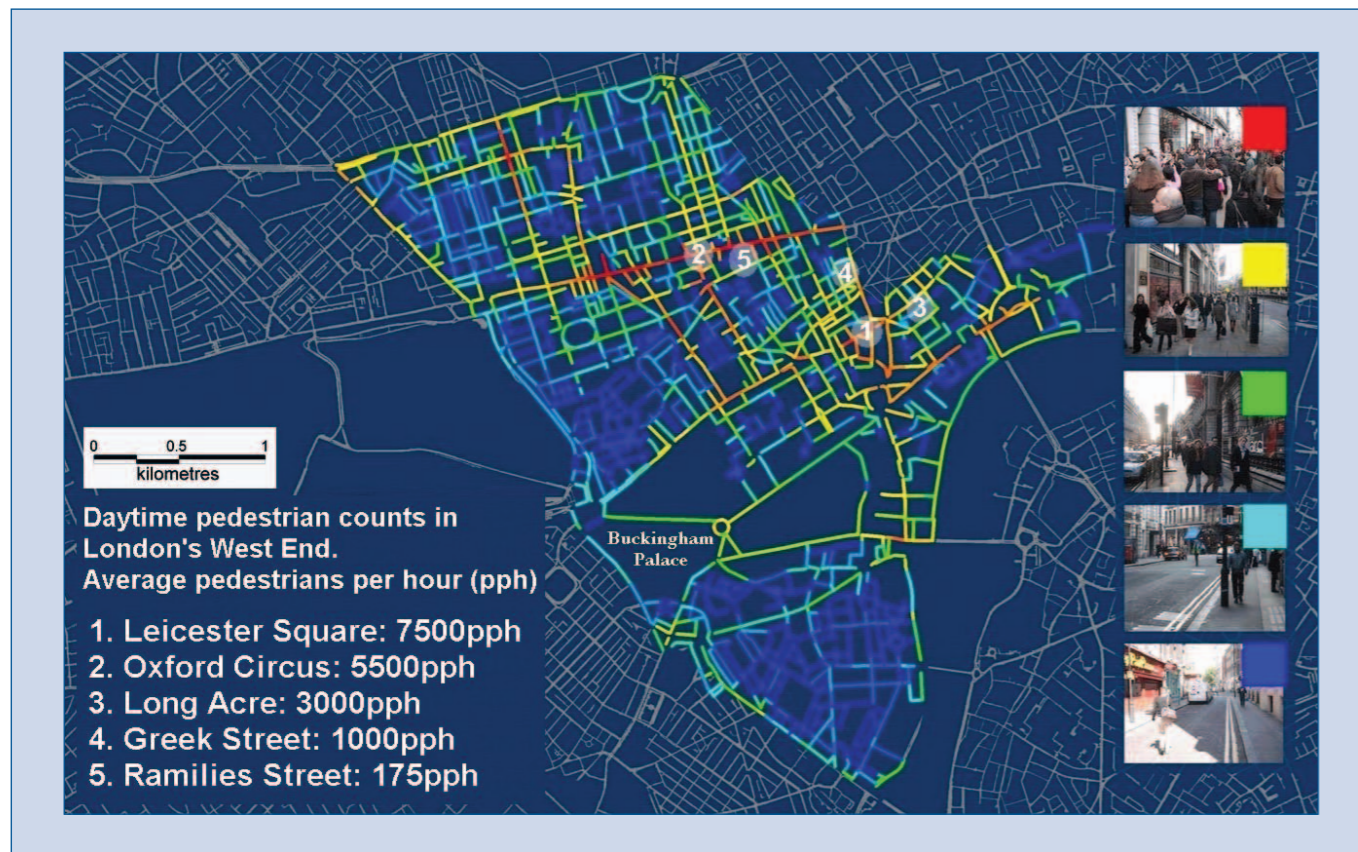 2
5
4
3
1
0 0.5 1
kilometres
Daytime pedestrian counts in
London's West End.
Average pedestrians per hour (pph)
Buckingham
Palace
1. Leicester Square: 7500pph
2. Oxford Circus: 5500pph
3. Long Acre: 3000pph
4. Greek Street: 1000pph
5. Ramilies Street: 175pph